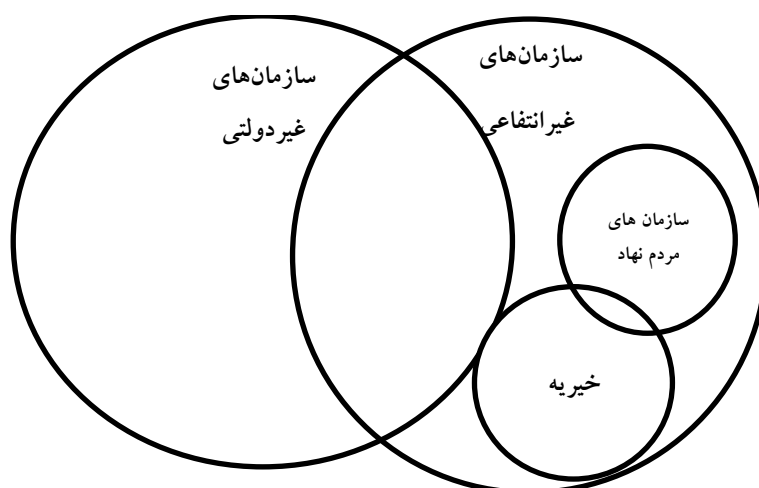 سازمان‌های
غیرانتفاعی
سازمان‌های
غیردولتی
سازمان های
مردم نهاد
خیریه